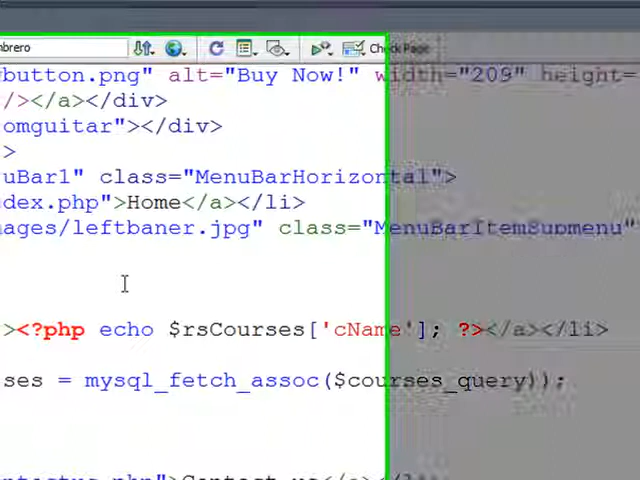 mbrero Check Page
button.png" alt="Buy Now!" width="209" height=
/></a></div>
omguitar"></div>
>
uBar1" class="MenuBarHorizontal">
dex.php">Home</a></li>
ages/leftbaner.jpg" class="MenuBarItemSubmenu"
><?php echo $rsCourses['cName']; ?></a></li>
ses = mysql_fetch_assoc($courses_query));